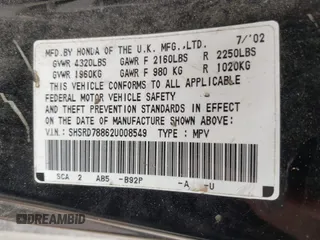 MFD. BY HONDA OF THE U.K. MFG.,LTD. 7/'02
GVWR 4320LBS GAWR F 2160LBS R 2250LBS
GVWR 1960KG GAWR F 980 KG R 1020KG
THIS VEHICLE CONFORMS TO ALL APPLICABLE
FEDERAL MOTOR VEHICLE SAFETY
AND THEFT PREVENTION STANDARDS IN EFFECT
ON THE DATE OF MANUFACTURE SHOWN ABOVE.
V.I.N.: SHSRD78862U008549 TYPE: MPV
SCA 2 AB5 -B92P -A -U
DREAMBID